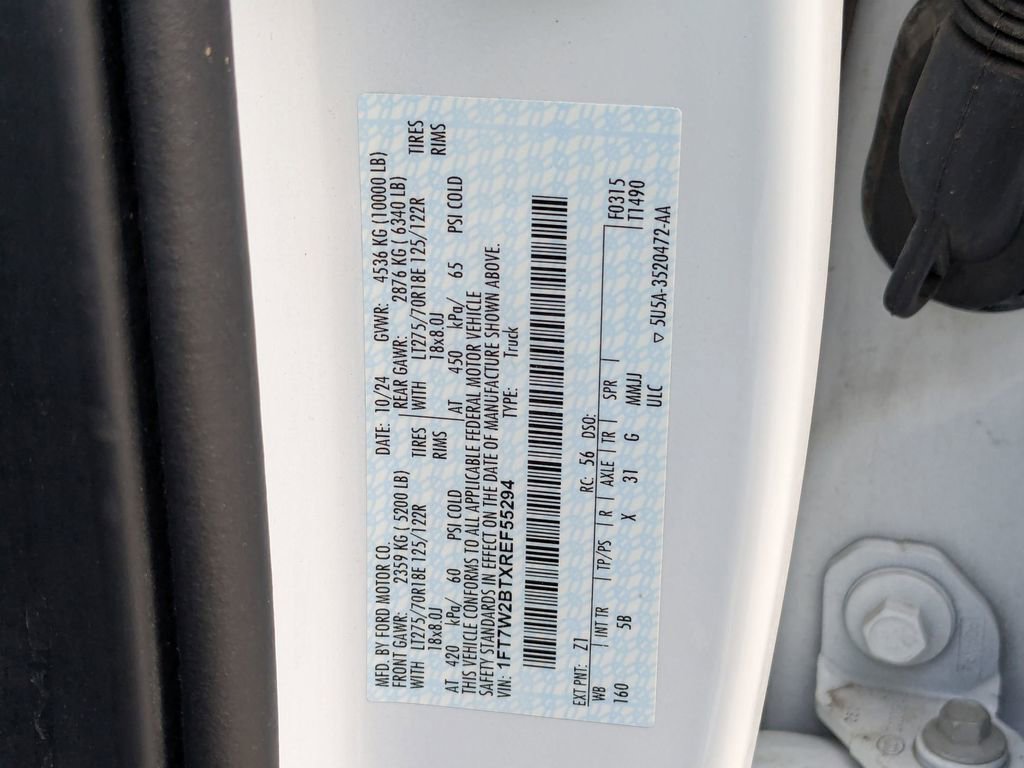 MFD. BY FORD MOTOR CO. DATE: 10/24 GVWR: 4536 KG (10000 LB)
FRONT GAWR: 2359 KG ( 5200 LB) REAR GAWR: 2876 KG ( 6340 LB)
WITH LT275/70R18E 125/122R TIRES WITH LT275/70R18E 125/122R TIRES
18x8.0J RIMS 18x8.0J RIMS
AT 420 kPa/ 60 PSI COLD AT 450 kPa/ 65 PSI COLD
THIS VEHICLE CONFORMS TO ALL APPLICABLE FEDERAL MOTOR VEHICLE
SAFETY STANDARDS IN EFFECT ON THE DATE OF MANUFACTURE SHOWN ABOVE.
VIN: 1FT7W2BTXREF55294 TYPE: Truck
EXT PNT: Z1 RC: 56 DSO:
WB INT TR TP/PS R AXLE TR SPR F0315
160 5B X 31 G MMJJ T1490
ULC 5U5A-3520472-AA